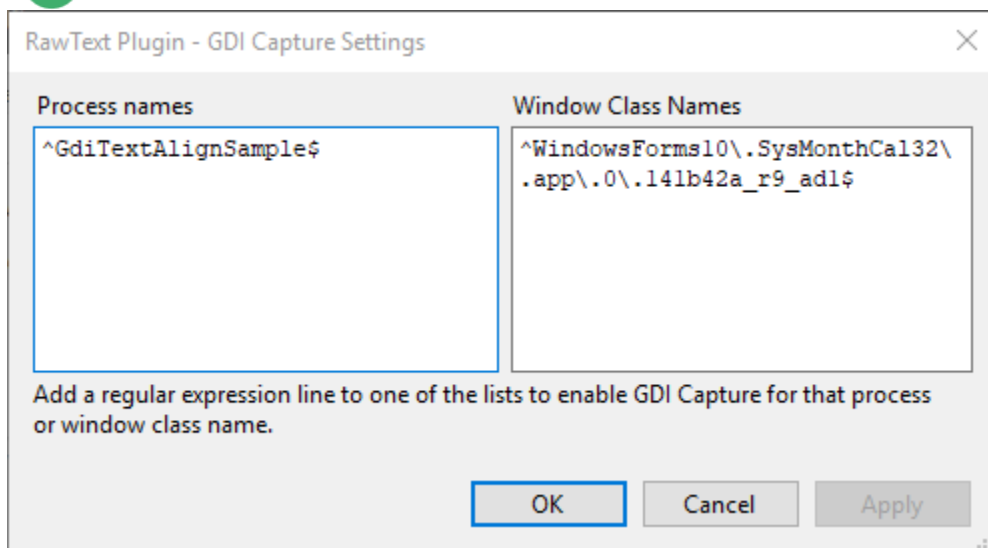 RawText Plugin - GDI Capture Settings
Process names
^GdiTextAlignSample$
Window Class Names
^WindowsForms10\.SysMonthCal32\
.app\.0\.141b42a_r9_ad1$
Add a regular expression line to one of the lists to enable GDI Capture for that process
or window class name.
OK
Cancel
Apply